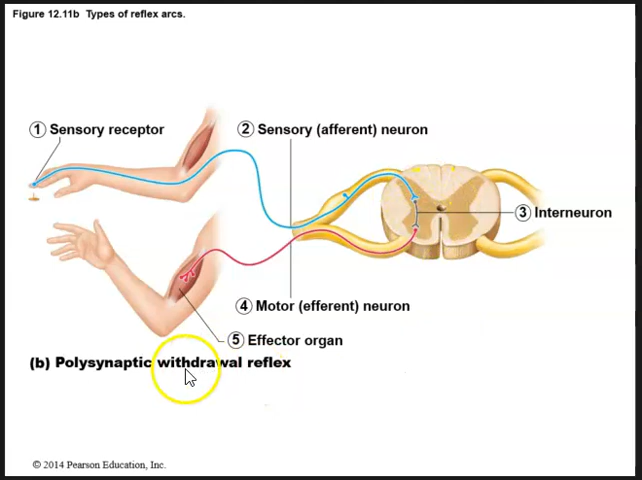 Figure 12.11b Types of reflex arcs.
1 Sensory receptor
2 Sensory (afferent) neuron
3 Interneuron
4 Motor (efferent) neuron
5 Effector organ
(b) Polysynaptic withdrawal reflex
© 2014 Pearson Education, Inc.